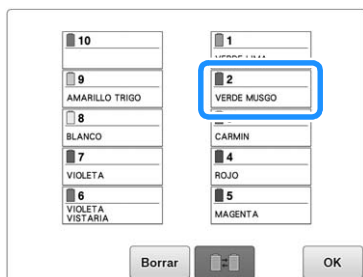 10
9
AMARILLO TRIGO
8
BLANCO
7
VIOLETA
6
VIOLETA
VISTARIA
1
VERDE LIMA
2
VERDE MUSGO
CARMIN
4
ROJO
5
MAGENTA
Borrar
OK